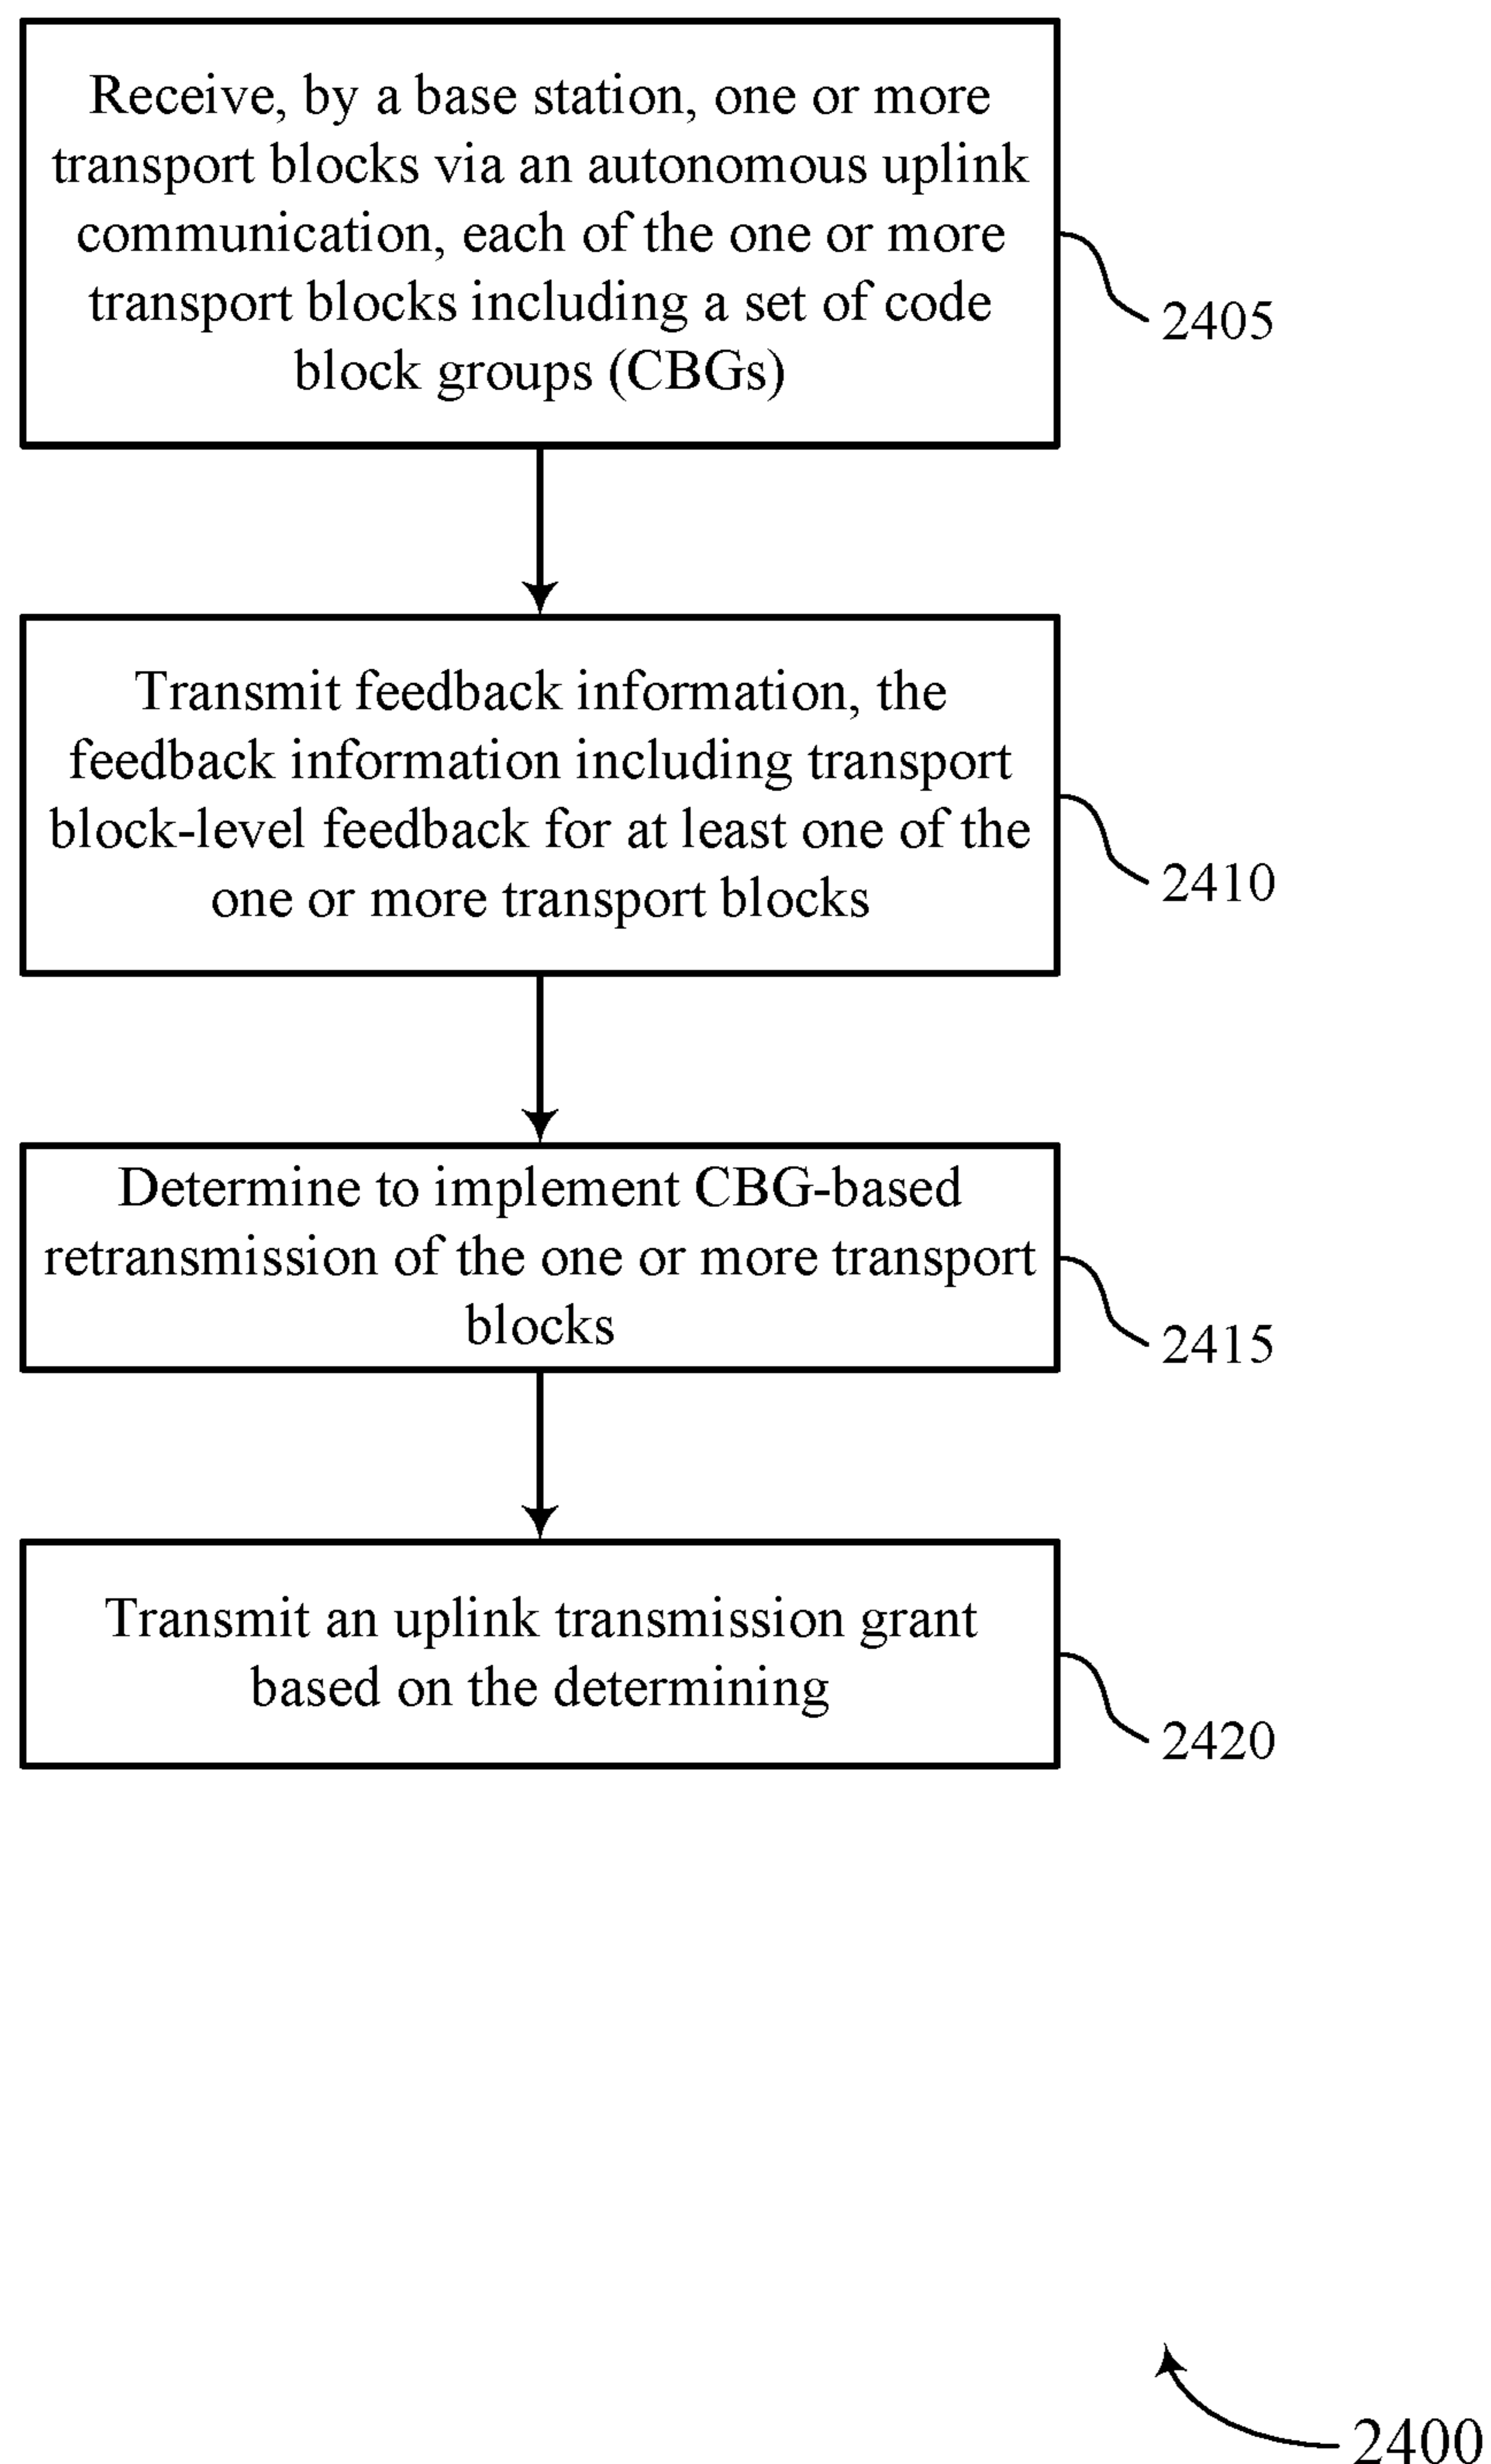 Receive, by a base station, one or more
transport blocks via an autonomous uplink
communication, each of the one or more
transport blocks including a set of code
block groups (CBGs)
2405
Transmit feedback information, the
feedback information including transport
block-level feedback for at least one of the
one or more transport blocks
2410
Determine to implement CBG-based
retransmission of the one or more transport
blocks
2415
Transmit an uplink transmission grant
based on the determining
2420
2400